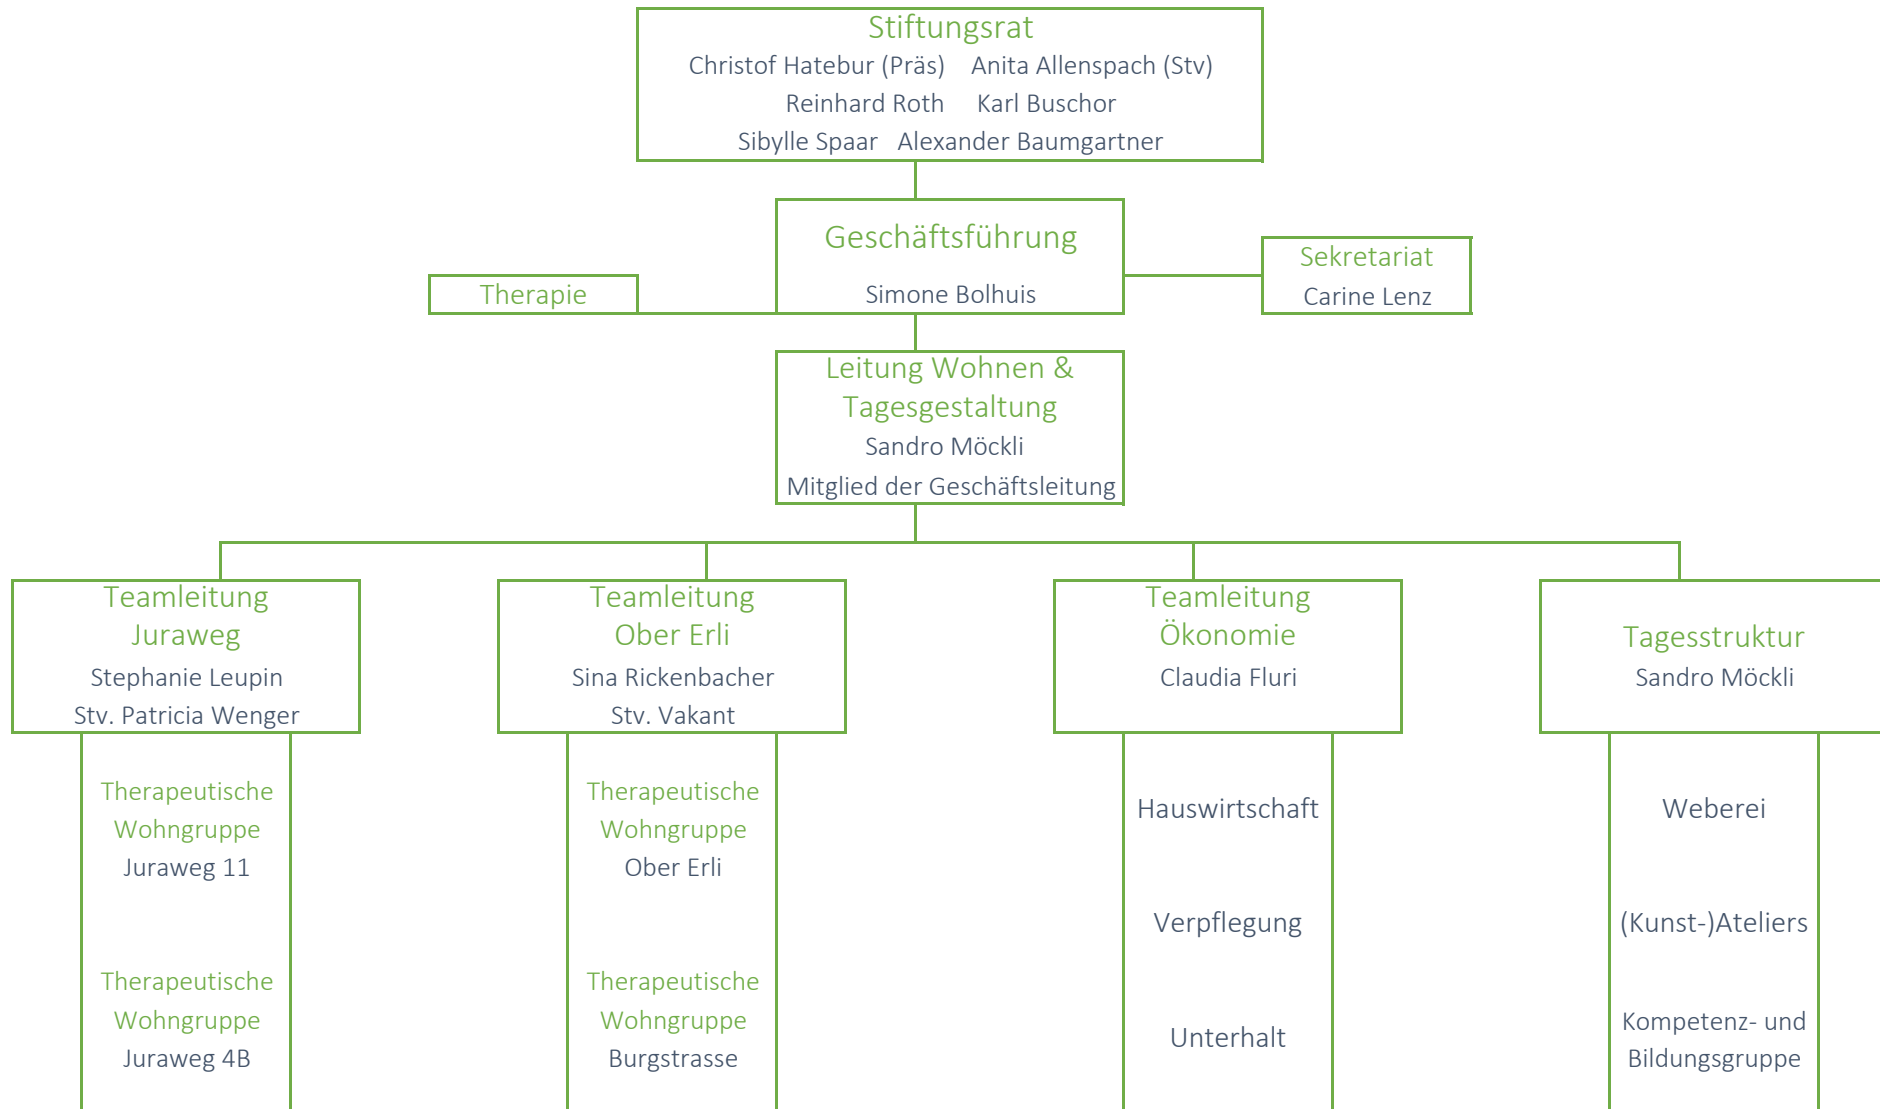 Stiftungsrat
Christof Hatebur (Präs) Anita Allenspach (Stv)
Reinhard Roth Karl Buschor
Sibylle Spaar Alexander Baumgartner
Geschäftsführung
Simone Bolhuis
Sekretariat
Carine Lenz
Therapie
Leitung Wohnen &
Tagesgestaltung
Sandro Möckli
Mitglied der Geschäftsleitung
Teamleitung
Juraweg
Stephanie Leupin
Stv. Patricia Wenger
Therapeutische
Wohngruppe
Juraweg 11
Therapeutische
Wohngruppe
Juraweg 4B
Teamleitung
Ober Erli
Sina Rickenbacher
Stv. Vakant
Therapeutische
Wohngruppe
Ober Erli
Therapeutische
Wohngruppe
Burgstrasse
Teamleitung
Ökonomie
Claudia Fluri
Hauswirtschaft
Verpflegung
Unterhalt
Tagesstruktur
Sandro Möckli
Weberei
(Kunst-)Ateliers
Kompetenz- und
Bildungsgruppe